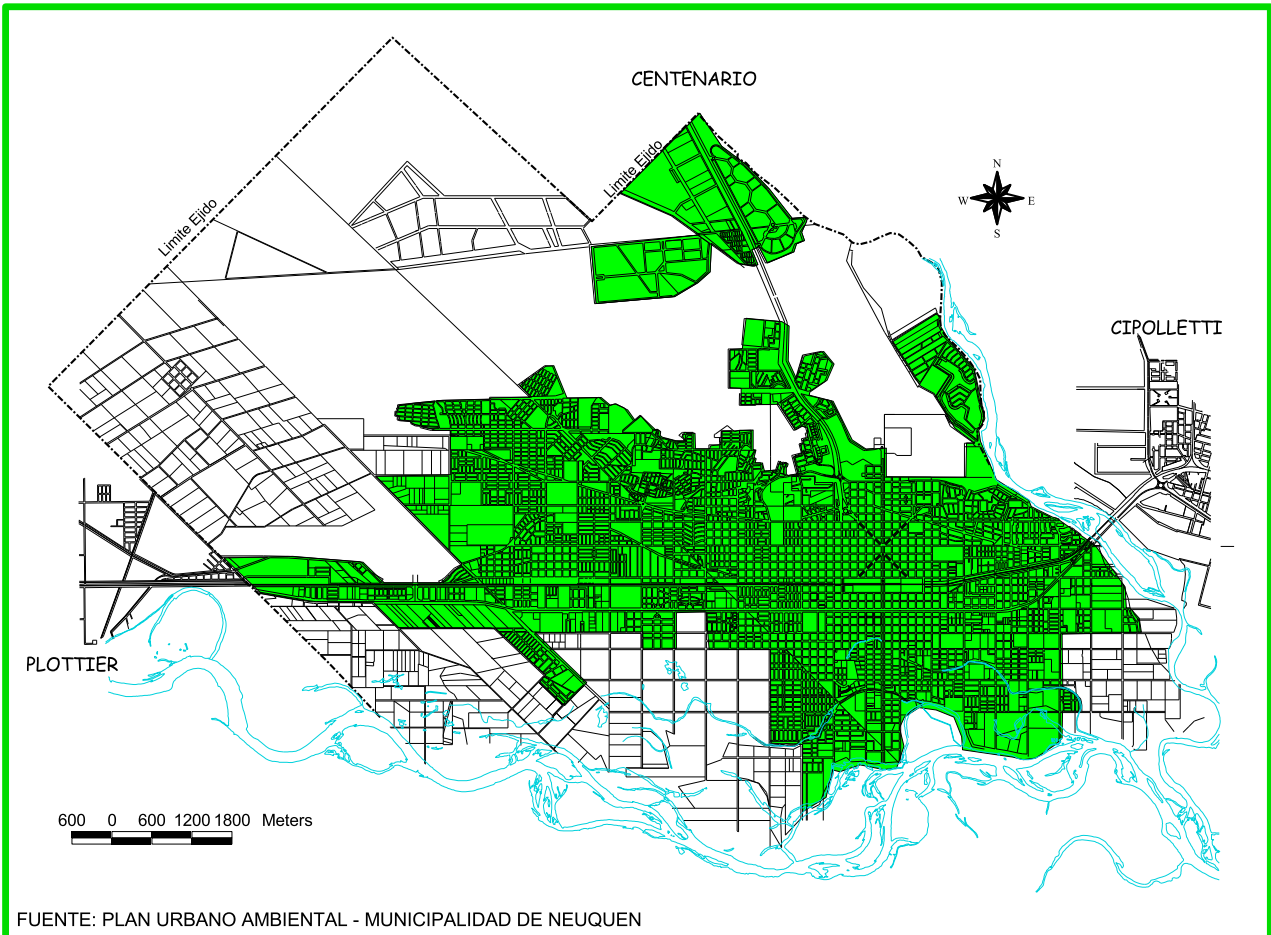 CENTENARIO
Limite Ejido
Limite Ejido
N
W
E
S
CIPOLLETTI
PLOTTIER
600 0 600 1200 1800 Meters
FUENTE: PLAN URBANO AMBIENTAL - MUNICIPALIDAD DE NEUQUEN